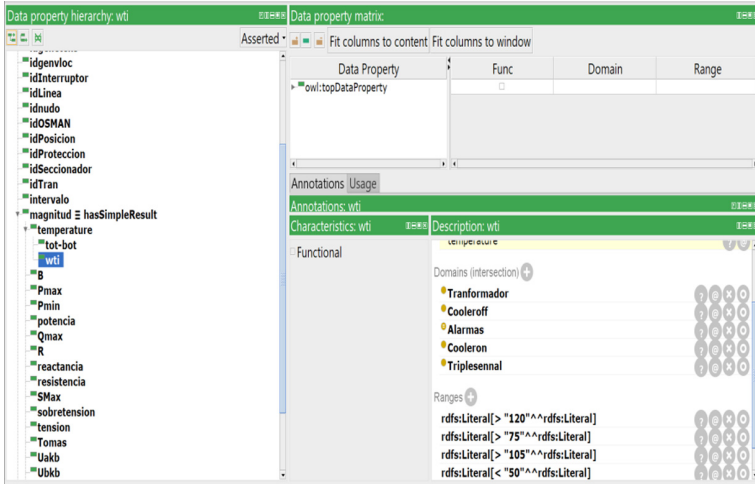 Data property hierarchy: wti
Asserted
idgenvloc
idInterruptor
idLinea
idnudo
idOSMAN
idPosicion
idProteccion
idSeccionador
idTran
intervalo
magnitud ≡ hasSimpleResult
temperature
tot-bot
wti
B
Pmax
Pmin
potencia
Qmax
R
reactancia
resistencia
SMax
sobretension
tension
Tomas
Uakb
Ubkb
Data property matrix:
Fit columns to content Fit columns to window
Data Property Func Domain Range
owl:topDataProperty
Annotations Usage
Annotations: wti
Characteristics: wti
Functional
Description: wti
temperature
Domains (intersection)
Tranformador
Cooleroff
Alarmas
Cooleron
Triplesennal
Ranges
rdfs:Literal[> "120"^^rdfs:Literal]
rdfs:Literal[> "75"^^rdfs:Literal]
rdfs:Literal[> "105"^^rdfs:Literal]
rdfs:Literal[< "50"^^rdfs:Literal]